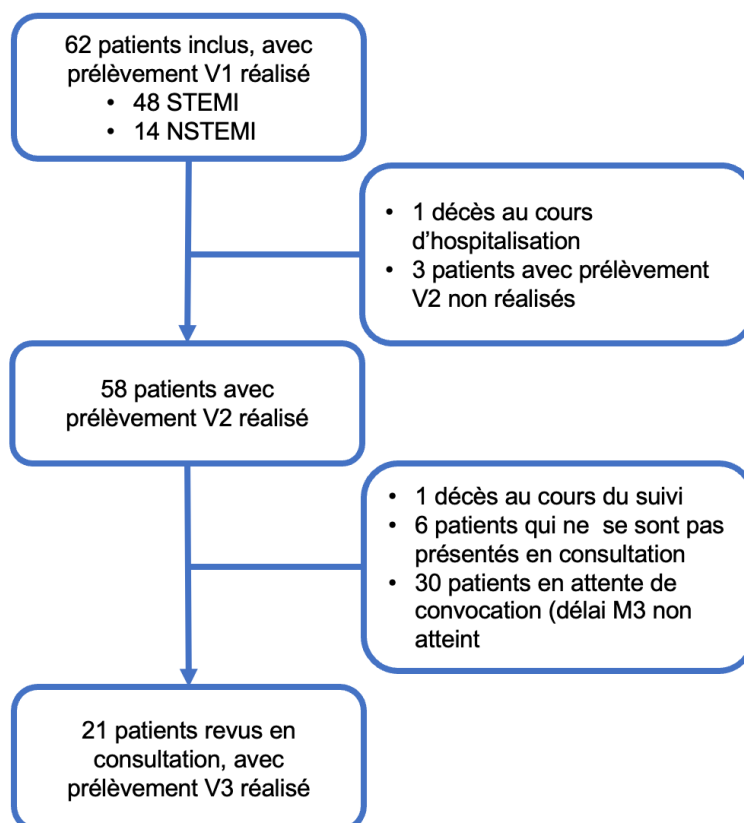 62 patients inclus, avec
prélèvement V1 réalisé
• 48 STEMI
• 14 NSTEMI
• 1 décès au cours
d'hospitalisation
• 3 patients avec prélèvement
V2 non réalisés
58 patients avec
prélèvement V2 réalisé
• 1 décès au cours du suivi
• 6 patients qui ne se sont pas
présentés en consultation
• 30 patients en attente de
convocation (délai M3 non
atteint
21 patients revus en
consultation, avec
prélèvement V3 réalisé